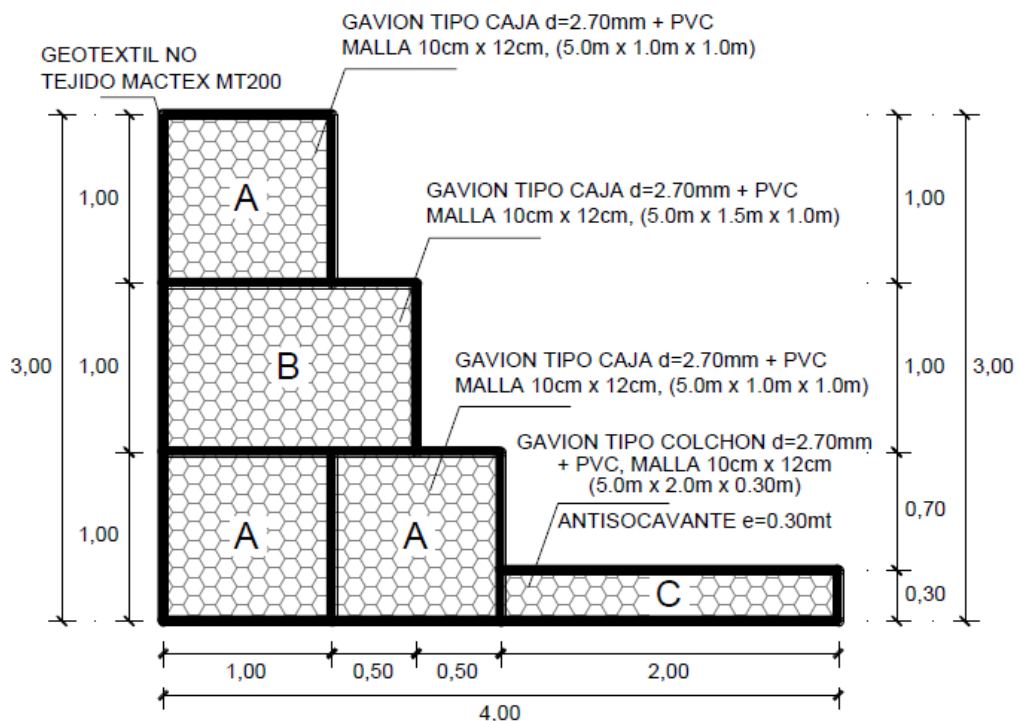 GAVION TIPO CAJA d=2.70mm + PVC
MALLA 10cm x 12cm, (5.0m x 1.0m x 1.0m)
GEOTEXTIL NO
TEJIDO MACTEX MT200
1,00
A
1,00
GAVION TIPO CAJA d=2.70mm + PVC
MALLA 10cm x 12cm, (5.0m x 1.5m x 1.0m)
3,00
1,00
B
1,00
3,00
GAVION TIPO CAJA d=2.70mm + PVC
MALLA 10cm x 12cm, (5.0m x 1.0m x 1.0m)
GAVION TIPO COLCHON d=2.70mm
+ PVC, MALLA 10cm x 12cm
(5.0m x 2.0m x 0.30m)
ANTISOCAVANTE e=0.30mt
1,00
A
A
0,70
C
0,30
1,00
0,50
0,50
2,00
4,00